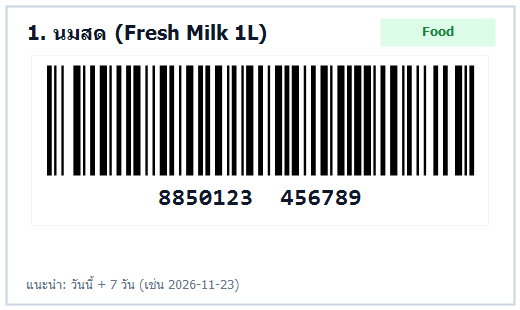 1. นมสด (Fresh Milk 1L)
Food
8850123 456789
แนะนำ: วันนี้ + 7 วัน (เช่น 2026-11-23)